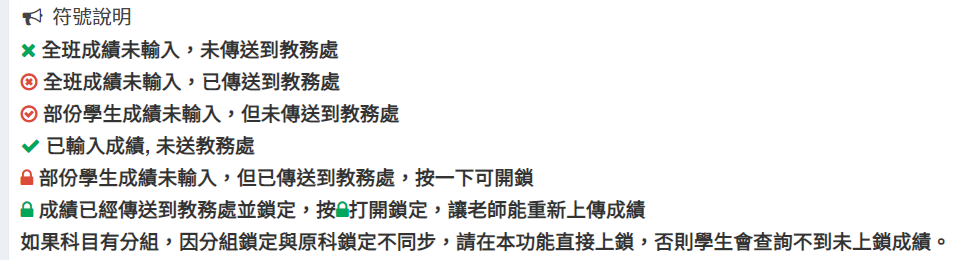 符號說明
全班成績未輸入，未傳送到教務處
全班成績未輸入，已傳送到教務處
部份學生成績未輸入，但未傳送到教務處
已輸入成績, 未送教務處
部份學生成績未輸入，但已傳送到教務處，按一下可開鎖
成績已經傳送到教務處並鎖定，按打開鎖定，讓老師能重新上傳成績
如果科目有分組，因分組鎖定與原科鎖定不同步，請在本功能直接上鎖，否則學生會查詢不到未上鎖成績。